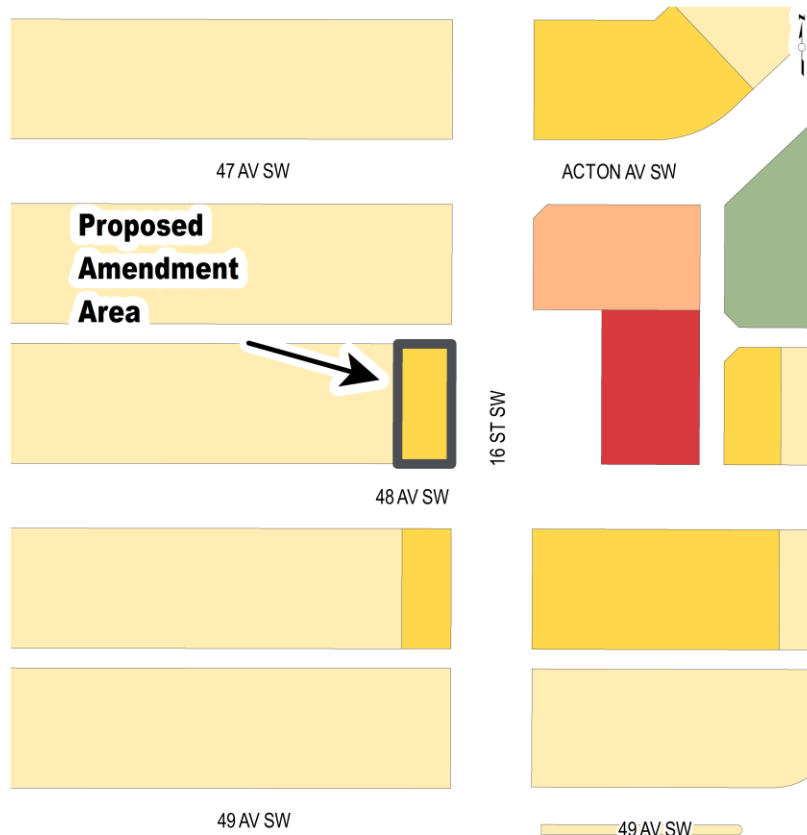 N
47 AV SW
ACTON AV SW
Proposed
Amendment
Area
16 ST SW
48 AV SW
49 AV SW
49 AV SW